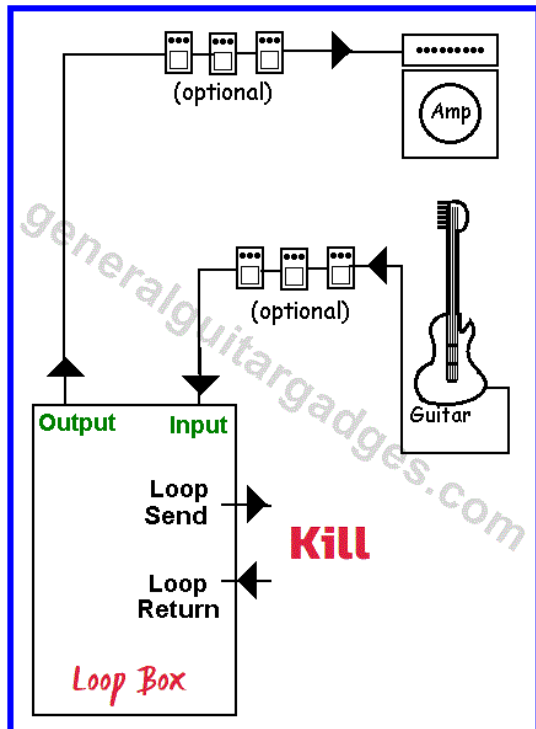 (optional)
Amp
generalguitargadges.com
(optional)
Guitar
Output
Input
Loop
Send
Kill
Loop
Return
Loop Box